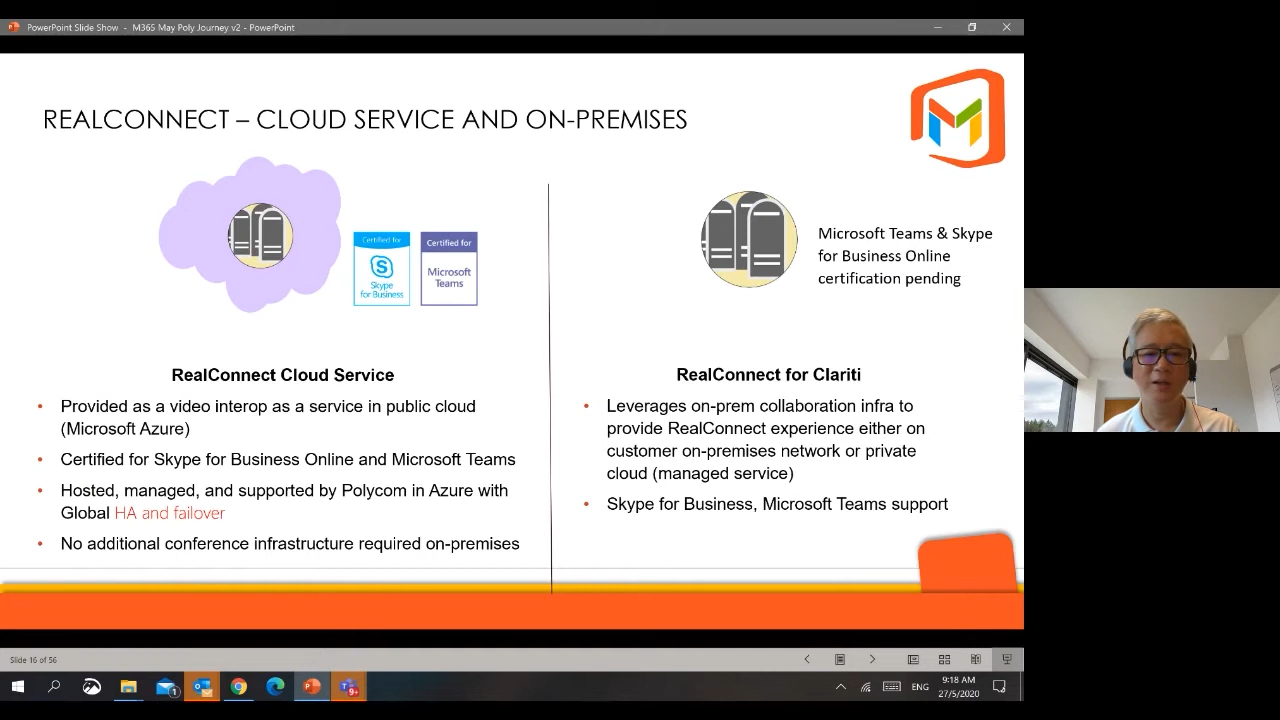 PowerPoint Slide Show - M365 May Poly Journey v2 - PowerPoint
REALCONNECT – CLOUD SERVICE AND ON-PREMISES
Certified for
Skype
for Business
Certified for
Microsoft
Teams
Microsoft Teams & Skype
for Business Online
certification pending
RealConnect Cloud Service
• Provided as a video interop as a service in public cloud
(Microsoft Azure)
• Certified for Skype for Business Online and Microsoft Teams
• Hosted, managed, and supported by Polycom in Azure with
Global HA and failover
• No additional conference infrastructure required on-premises
RealConnect for Clariti
• Leverages on-prem collaboration infra to
provide RealConnect experience either on
customer on-premises network or private
cloud (managed service)
• Skype for Business, Microsoft Teams support
Slide 16 of 56
1
9+
ENG
9:18 AM
27/5/2020